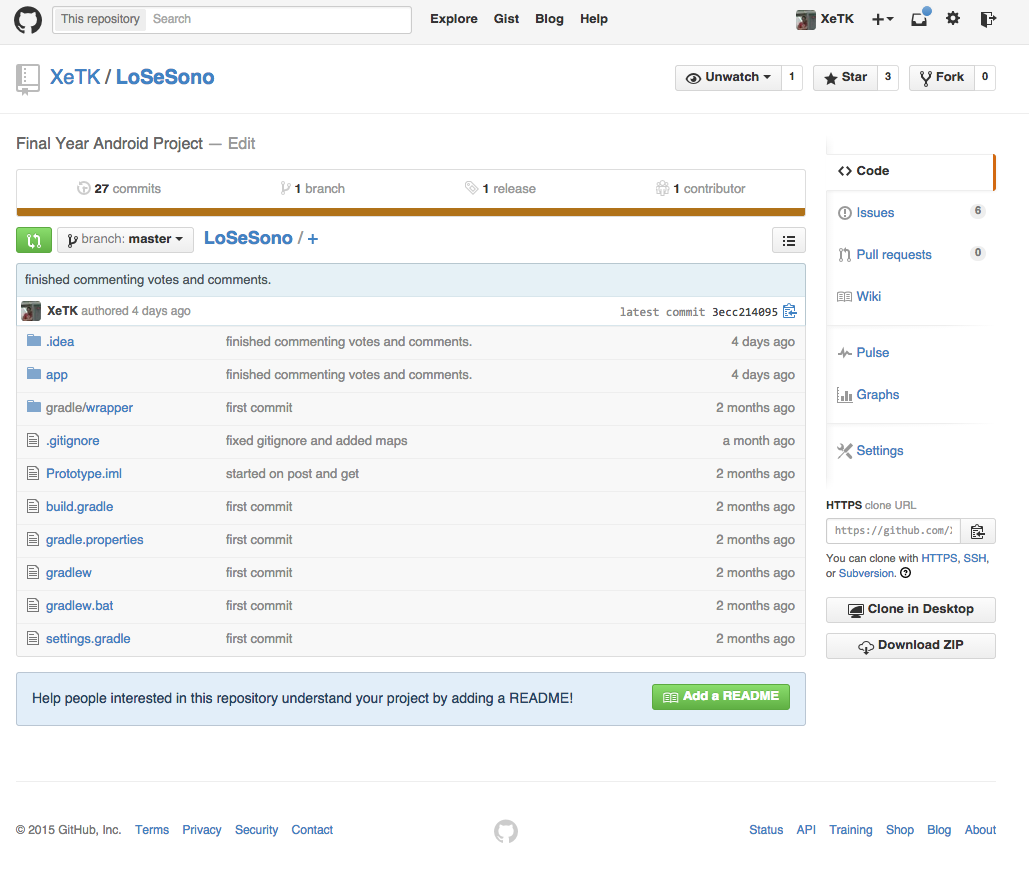 This repository Search Explore Gist Blog Help XeTK
XeTK / LoSeSono Unwatch 1 Star 3 Fork 0
Final Year Android Project — Edit
27 commits 1 branch 1 release 1 contributor
branch: master LoSeSono / +
finished commenting votes and comments.
XeTK authored 4 days ago latest commit 3ecc214095
.idea finished commenting votes and comments. 4 days ago
app finished commenting votes and comments. 4 days ago
gradle/wrapper first commit 2 months ago
.gitignore fixed gitignore and added maps a month ago
Prototype.iml started on post and get 2 months ago
build.gradle first commit 2 months ago
gradle.properties first commit 2 months ago
gradlew first commit 2 months ago
gradlew.bat first commit 2 months ago
settings.gradle first commit 2 months ago
Help people interested in this repository understand your project by adding a README! Add a README
Code
Issues 6
Pull requests 0
Wiki
Pulse
Graphs
Settings
HTTPS clone URL
https://github.com/
You can clone with HTTPS, SSH,
or Subversion.
Clone in Desktop
Download ZIP
© 2015 GitHub, Inc. Terms Privacy Security Contact Status API Training Shop Blog About